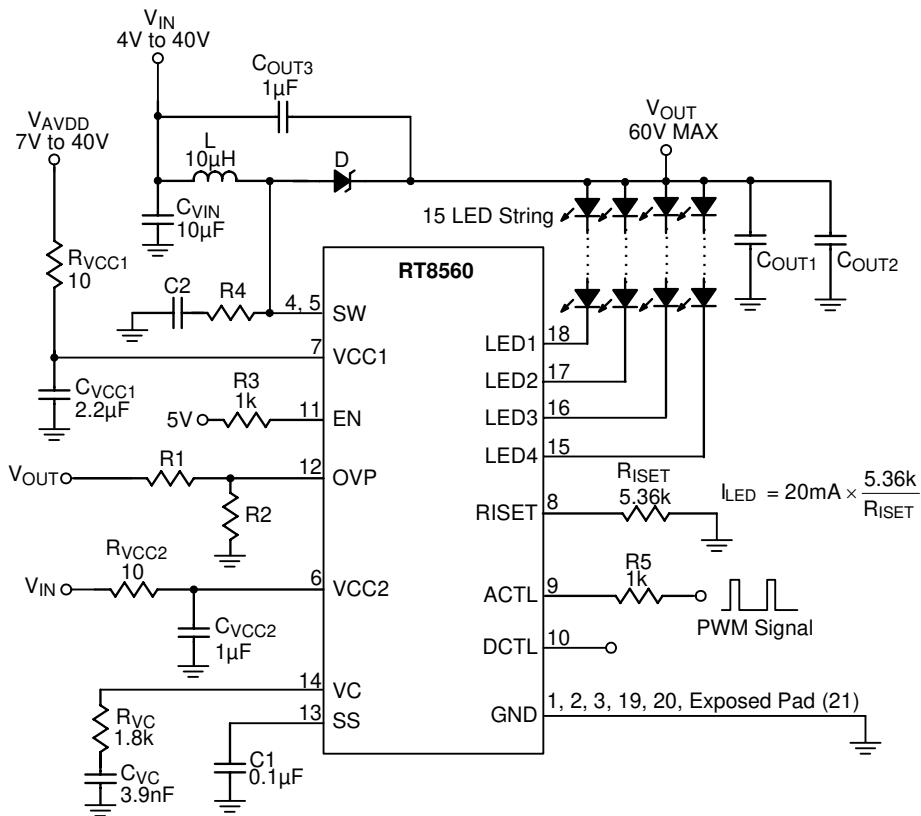 VIN
4V to 40V
COUT3
1µF
VOUT
60V MAX
VAVDD
7V to 40V
L
10µH
D
CVIN
10µF
15 LED String
COUT1
COUT2
RVCC1
10
RT8560
C2
R4
4, 5
SW
LED1
18
7
VCC1
LED2
17
CVCC1
2.2µF
R3
1k
5V
11
EN
LED3
16
LED4
15
VOUT
R1
12
OVP
R2
RISET
5.36k
RISET
8
ILED = 20mA × 5.36k / RISET
RVCC2
10
VIN
6
VCC2
CVCC2
1µF
ACTL
9
R5
1k
PWM Signal
DCTL
10
14
VC
RVC
1.8k
13
SS
GND
1, 2, 3, 19, 20, Exposed Pad (21)
CVC
3.9nF
C1
0.1µF